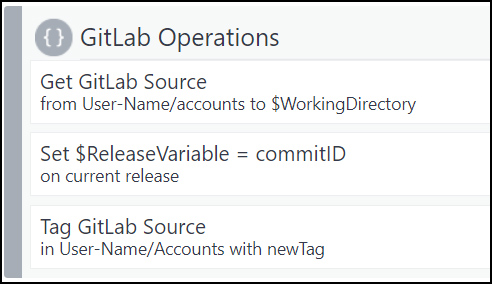 {} GitLab Operations
Get GitLab Source
from User-Name/accounts to $WorkingDirectory
Set $ReleaseVariable = commitID
on current release
Tag GitLab Source
in User-Name/Accounts with newTag